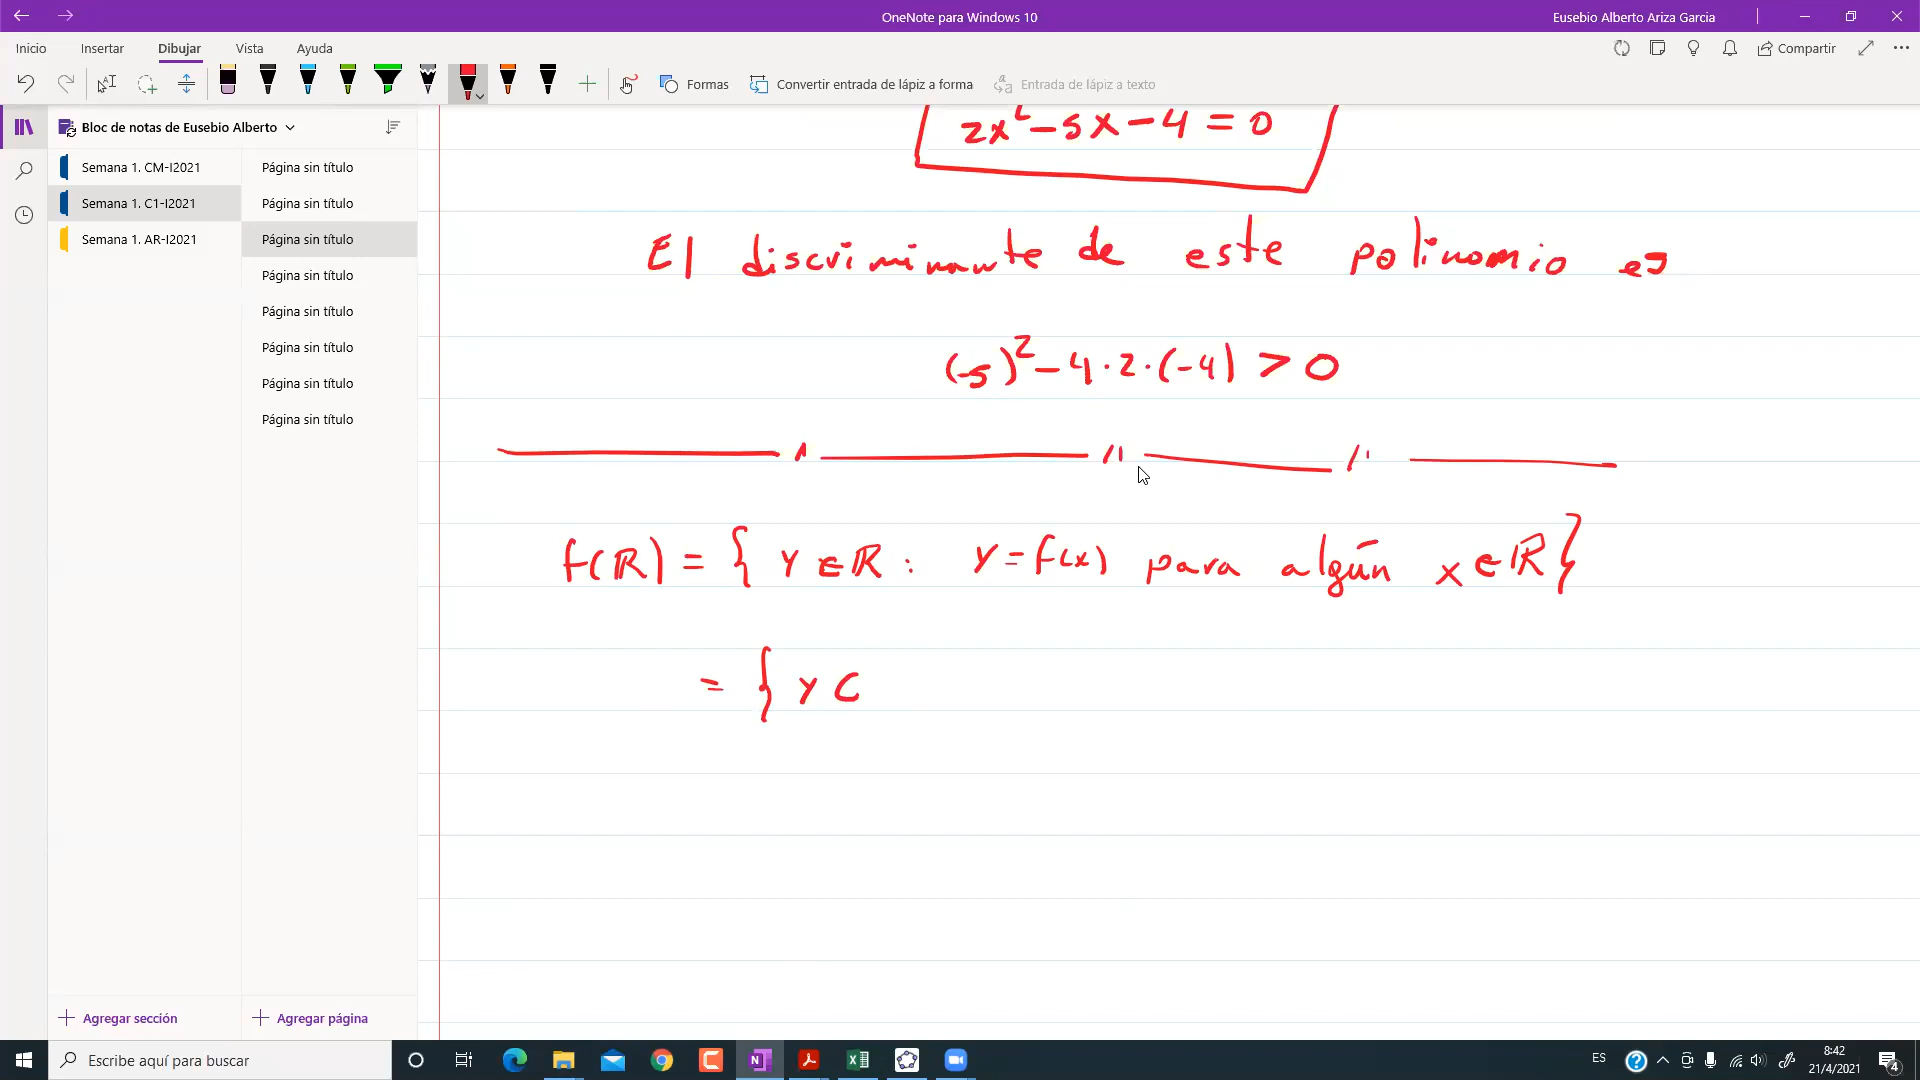 OneNote para Windows 10
Eusebio Alberto Ariza Garcia
Inicio Insertar Dibujar Vista Ayuda
Compartir
Formas Convertir entrada de lápiz a forma Entrada de lápiz a texto
Bloc de notas de Eusebio Alberto
Semana 1. CM-I2021
Semana 1. C1-I2021
Semana 1. AR-I2021
Página sin título
Página sin título
Página sin título
Página sin título
Página sin título
Página sin título
Página sin título
Página sin título
2x² - 5x - 4 = 0
El discriminante de este polinomio es
(-5)² - 4 · 2 · (-4) > 0
f(ℝ) = { y ∈ ℝ : y = f(x) para algún x ∈ ℝ }
= { y C
Agregar sección
Agregar página
Escribe aquí para buscar
ES
8:42
21/4/2021
4